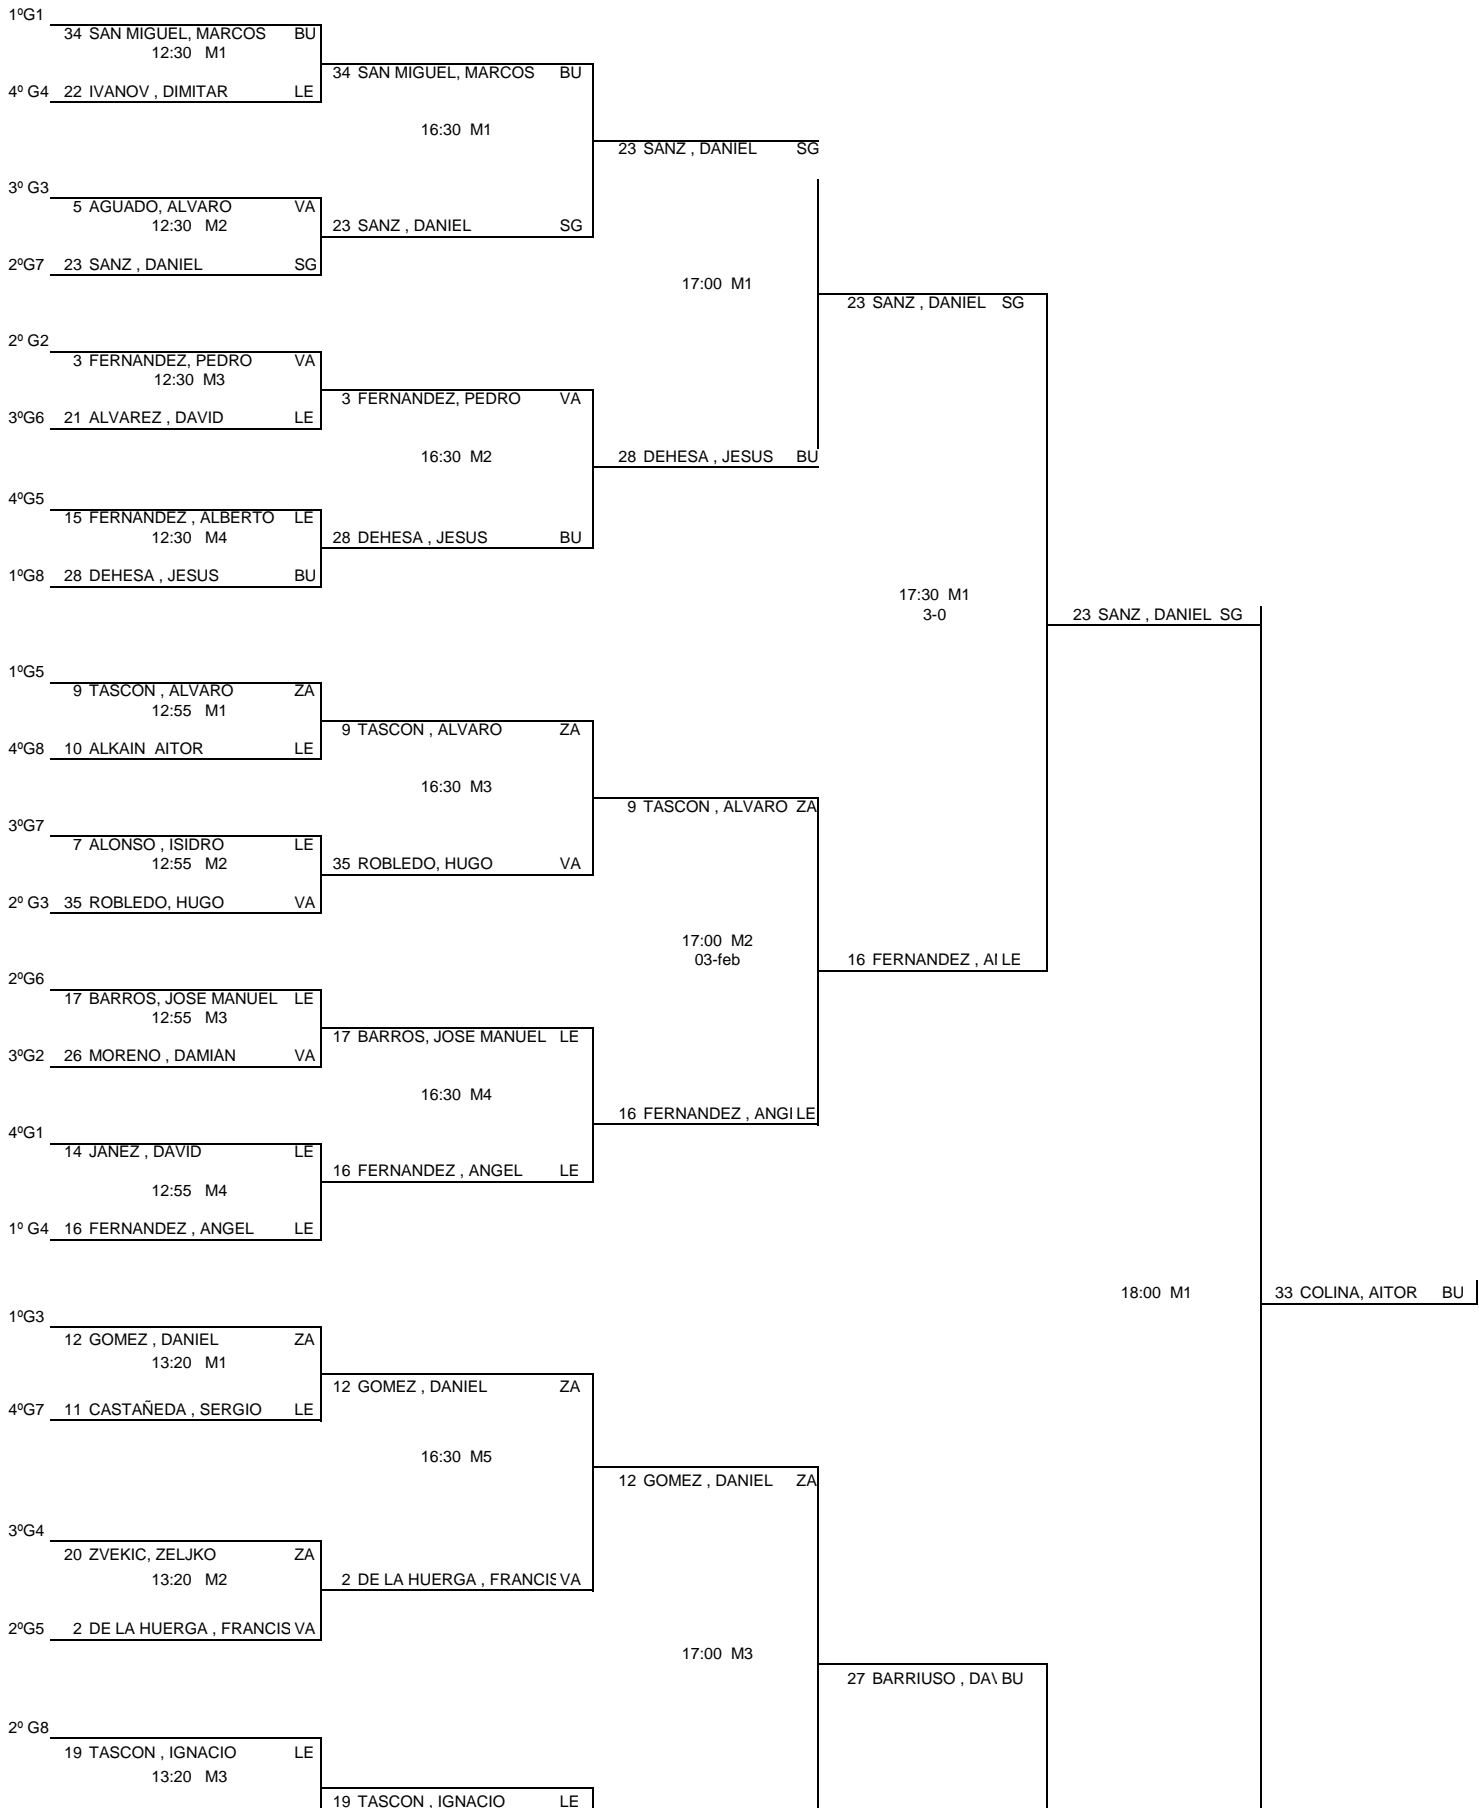 1ºG1
34 SAN MIGUEL, MARCOS BU
12:30 M1
34 SAN MIGUEL, MARCOS BU
4º G4 22 IVANOV , DIMITAR LE
16:30 M1
23 SANZ , DANIEL SG
3º G3
5 AGUADO, ALVARO VA
12:30 M2 23 SANZ , DANIEL SG
2ºG7 23 SANZ , DANIEL SG
17:00 M1
23 SANZ , DANIEL SG
2º G2
3 FERNANDEZ, PEDRO VA
12:30 M3
3 FERNANDEZ, PEDRO VA
3ºG6 21 ALVAREZ , DAVID LE
16:30 M2 28 DEHESA , JESUS BU
4ºG5
15 FERNANDEZ , ALBERTO LE
12:30 M4 28 DEHESA , JESUS BU
1ºG8 28 DEHESA , JESUS BU
17:30 M1
3-0 23 SANZ , DANIEL SG
1ºG5
9 TASCON , ALVARO ZA
12:55 M1
9 TASCON , ALVARO ZA
4ºG8 10 ALKAIN AITOR LE
16:30 M3
9 TASCON , ALVARO ZA
3ºG7
7 ALONSO , ISIDRO LE
12:55 M2 35 ROBLEDO, HUGO VA
2º G3 35 ROBLEDO, HUGO VA
17:00 M2
03-feb 16 FERNANDEZ , AI LE
2ºG6
17 BARROS, JOSE MANUEL LE
12:55 M3
17 BARROS, JOSE MANUEL LE
3ºG2 26 MORENO , DAMIAN VA
16:30 M4
16 FERNANDEZ , ANGI LE
4ºG1
14 JAÑEZ , DAVID LE
16 FERNANDEZ , ANGEL LE
12:55 M4
1º G4 16 FERNANDEZ , ANGEL LE
18:00 M1 33 COLINA, AITOR BU
1ºG3
12 GOMEZ , DANIEL ZA
13:20 M1
12 GOMEZ , DANIEL ZA
4ºG7 11 CASTAÑEDA , SERGIO LE
16:30 M5
12 GOMEZ , DANIEL ZA
3ºG4
20 ZVEKIC, ZELJKO ZA
13:20 M2 2 DE LA HUERGA , FRANCIS VA
2ºG5 2 DE LA HUERGA , FRANCIS VA
17:00 M3
27 BARRIUSO , DA\ BU
2º G8
19 TASCON , IGNACIO LE
13:20 M3
19 TASCON , IGNACIO LE